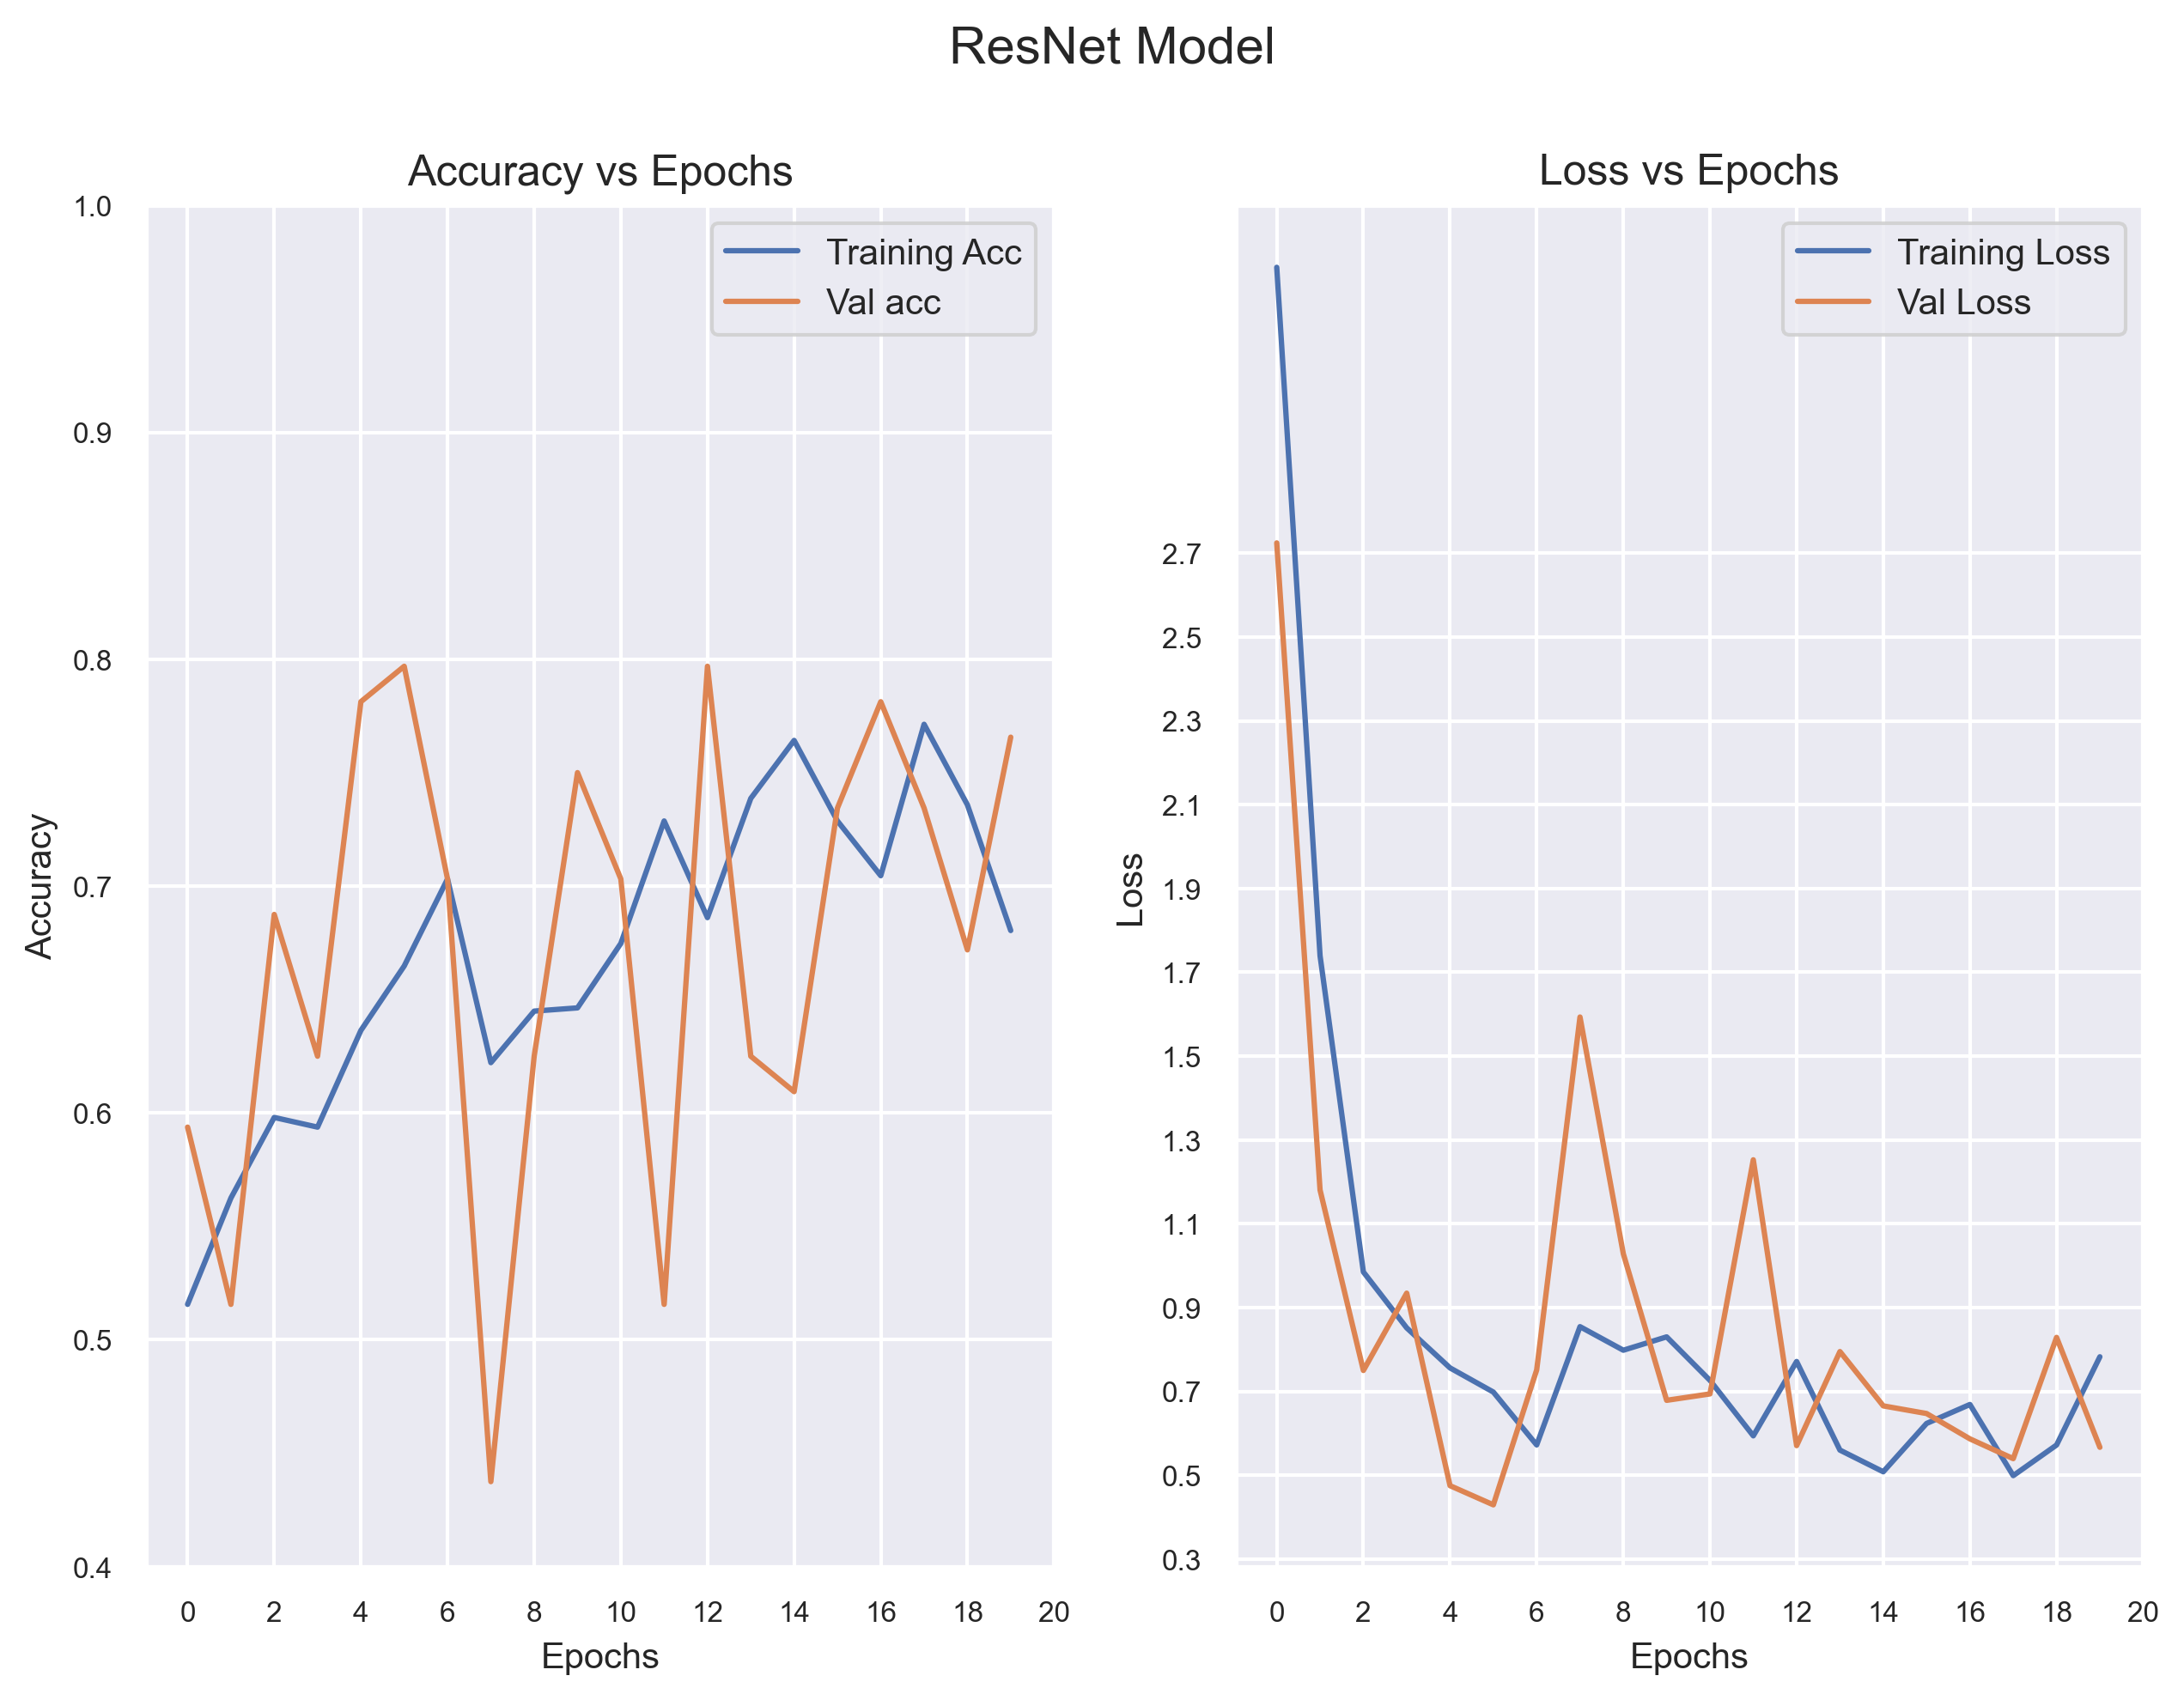 ResNet Model
Accuracy vs Epochs
Training Acc
Val acc
1.0
0.9
0.8
0.7
0.6
0.5
0.4
Accuracy
0 2 4 6 8 10 12 14 16 18 20
Epochs
Loss vs Epochs
Training Loss
Val Loss
2.7
2.5
2.3
2.1
1.9
1.7
1.5
1.3
1.1
0.9
0.7
0.5
0.3
Loss
0 2 4 6 8 10 12 14 16 18 20
Epochs